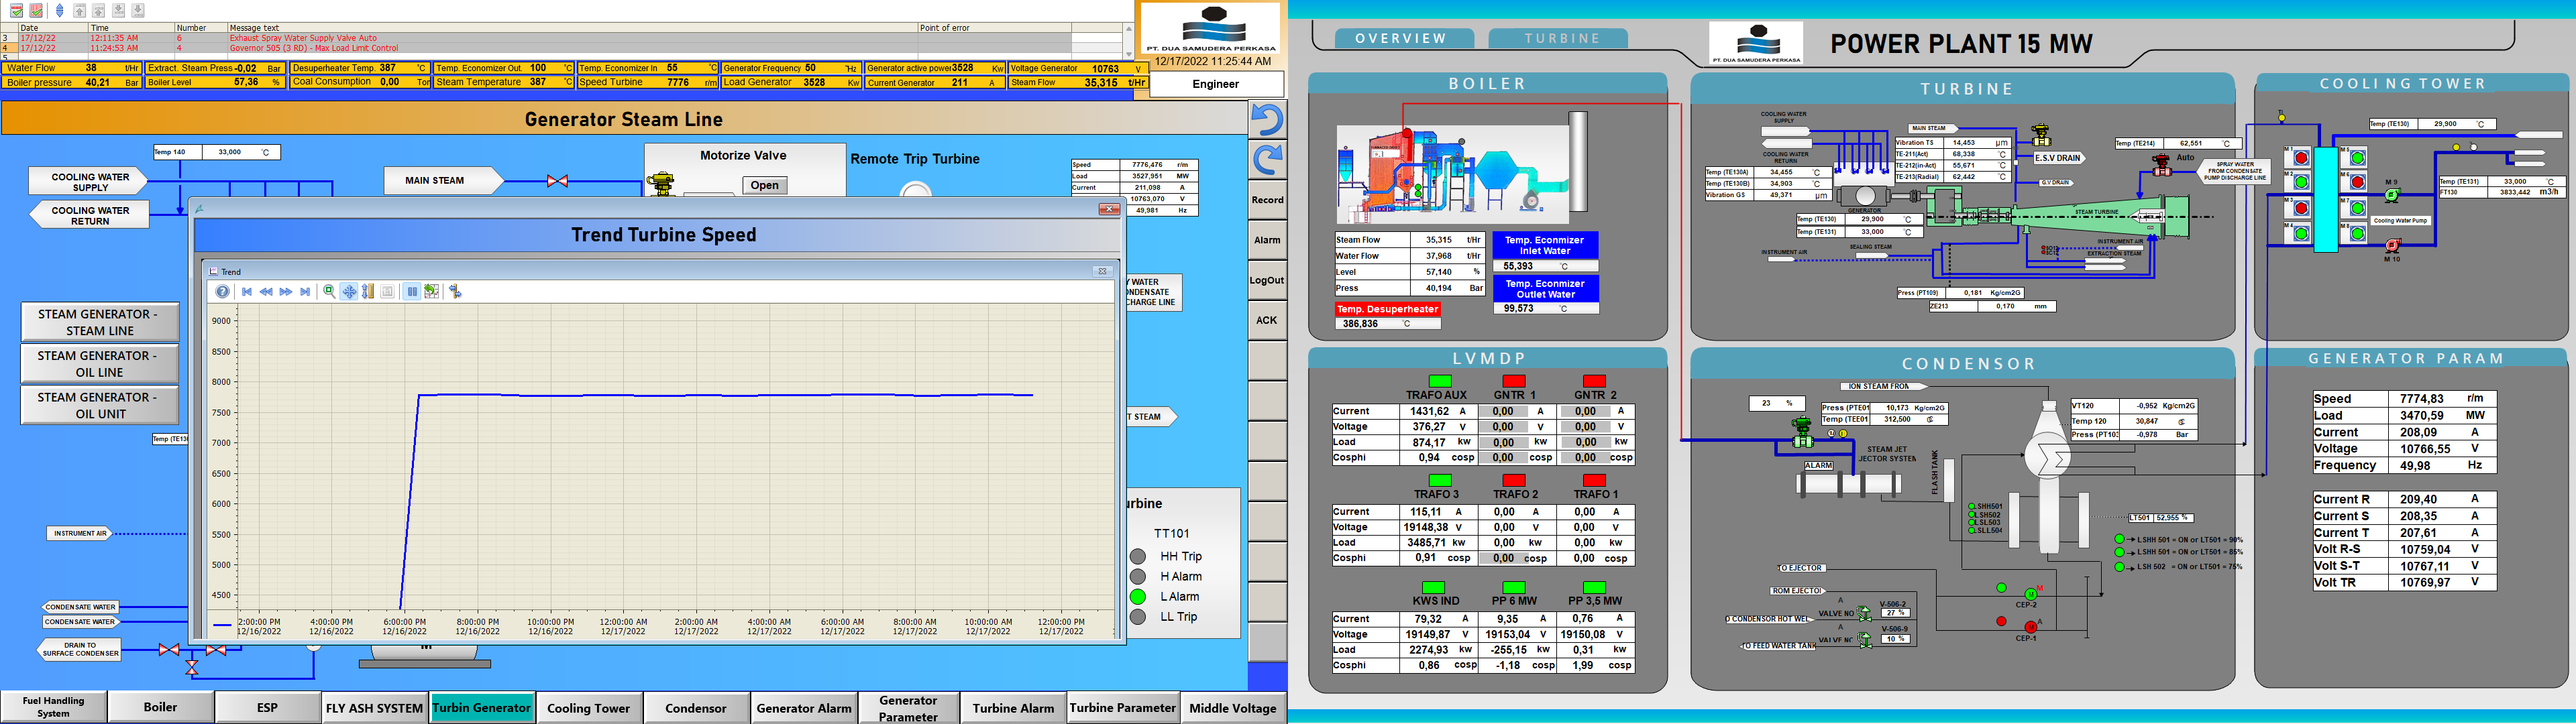 Date Time Number Message text Point of error
3 17/12/22 12:11:35 AM 6 Exhaust Spray Water Supply Valve Auto
4 17/12/22 11:24:53 AM 4 Governor 505 (3 RD) - Max Load Limit Control
5
PT. DUA SAMUDERA PERKASA
12/17/2022 11:25:44 AM
Engineer
Water Flow 38 t/Hr Extract. Steam Press -0,02 Bar Desuperheater Temp. 387 °C Temp. Economizer Out. 100 °C Temp. Economizer In 55 °C Generator Frequency 50 Hz Generator active power 3528 Kw Voltage Generator 10763 V
Boiler pressure 40,21 Bar Boiler Level 57,36 % Coal Consumption 0,00 Ton Steam Temperature 387 °C Speed Turbine 7776 r/m Load Generator 3528 Kw Current Generator 211 A Steam Flow 35,315 t/Hr
Generator Steam Line
Temp 140 33,000 °C
COOLING WATER SUPPLY
COOLING WATER RETURN
MAIN STEAM
Motorize Valve
Open
Remote Trip Turbine
Speed 7776,476 r/m
Load 3527,951 MW
Current 211,098 A
10763,070 V
49,981 Hz
Record
Alarm
LogOut
ACK
Trend Turbine Speed
Trend
9000
8500
8000
7500
7000
6500
6000
5500
5000
4500
2:00:00 PM 4:00:00 PM 6:00:00 PM 8:00:00 PM 10:00:00 PM 12:00:00 AM 2:00:00 AM 4:00:00 AM 6:00:00 AM 8:00:00 AM 10:00:00 AM 12:00:00 PM
12/16/2022 12/16/2022 12/16/2022 12/16/2022 12/16/2022 12/17/2022 12/17/2022 12/17/2022 12/17/2022 12/17/2022 12/17/2022 12/17/2022
STEAM GENERATOR - STEAM LINE
STEAM GENERATOR - OIL LINE
STEAM GENERATOR - OIL UNIT
Y WATER
ONDENSATE
CHARGE LINE
T STEAM
Temp (TE130
INSTRUMENT AIR
CONDENSATE WATER
CONDENSATE WATER
DRAIN TO
SURFACE CONDENSER
M
urbine
TT101
HH Trip
H Alarm
L Alarm
LL Trip
Fuel Handling System
Boiler
ESP
FLY ASH SYSTEM
Turbin Generator
Cooling Tower
Condensor
Generator Alarm
Generator Parameter
Turbine Alarm
Turbine Parameter
Middle Voltage
OVERVIEW
TURBINE
PT. DUA SAMUDERA PERKASA
POWER PLANT 15 MW
BOILER
Steam Flow 35,315 t/Hr
Water Flow 37,968 t/Hr
Level 57,140 %
Press 40,194 Bar
Temp. Desuperheater
386,836 °C
Temp. Econmizer
Inlet Water
55,393 °C
Temp. Econmizer
Outlet Water
99,573 °C
TURBINE
COOLING WATER
SUPPLY
COOLING WATER
RETURN
Temp (TE130A) 34,455 °C
Temp (TE130B) 34,903 °C
Vibration GS 49,371 µm
MAIN STEAM
Vibration TS 14,453 µm
TE-211(Act) 68,338 °C
TE-212(in-Act) 55,671 °C
TE-213(Radial) 62,442 °C
E.S.V DRAIN
G.V DRAIN
Temp (TE214) 62,551 °C
Auto
SPRAY WATER
FROM CONDENSATE
PUMP DISCHARGE LINE
GENERATOR
STEAM TURBINE
Temp (TE130) 29,900 °C
Temp (TE131) 33,000 °C
SEALING STEAM
INSTRUMENT AIR
INSTRUMENT AIR
EXTRACTION STEAM
Press (PT109) 0,181 Kg/cm2G
ZE213 0,170 mm
COOLING TOWER
Temp (TE130) 29,900 °C
M 1 M 5
M 2 M 6
M 3 M 7
M 4 M 8
M 9
Cooling Water Pump
M 10
Temp (TE131) 33,000 °C
FT130 3833,442 m3/h
LVMDP
TRAFO AUX GNTR 1 GNTR 2
Current 1431,62 A 0,00 A 0,00 A
Voltage 376,27 V 0,00 V 0,00 V
Load 874,17 kw 0,00 kw 0,00 kw
Cosphi 0,94 cosp 0,00 cosp 0,00 cosp
TRAFO 3 TRAFO 2 TRAFO 1
Current 115,11 A 0,00 A 0,00 A
Voltage 19148,38 V 0,00 V 0,00 V
Load 3485,71 kw 0,00 kw 0,00 kw
Cosphi 0,91 cosp 0,00 cosp 0,00 cosp
KWS IND PP 6 MW PP 3,5 MW
Current 79,32 A 9,35 A 0,76 A
Voltage 19149,87 V 19153,04 V 19150,08 V
Load 2274,93 kw -255,15 kw 0,31 kw
Cosphi 0,86 cosp -1,18 cosp 1,99 cosp
CONDENSOR
ION STEAM FROM
23 %
Press (PTE01 10,173 Kg/cm2G
Temp (TEE01 312,500 °C
STEAM JET
JECTOR SYSTEM
ALARM
FLASH TANK
VT120 -0,952 Kg/cm2G
Temp 120 30,847 °C
Press (PT103 -0,978 Bar
LSHH501
LSH502
LSL503
LSLL504
LT501 52,955 %
LSHH 501 = ON or LT501 = 90%
LSHH 501 = ON or LT501 = 85%
LSH 502 = ON or LT501 = 75%
TO EJECTOR
ROM EJECTOR
V-506-2
A
VALVE NO 27 %
O CONDENSOR HOT WEL
V-506-9
A
VALVE NO 10 %
TO FEED WATER TANK
M
CEP-2
A
CEP-1
GENERATOR PARAM
Speed 7774,83 r/m
Load 3470,59 MW
Current 208,09 A
Voltage 10766,55 V
Frequency 49,98 Hz
Current R 209,40 A
Current S 208,35 A
Current T 207,61 A
Volt R-S 10759,04 V
Volt S-T 10767,11 V
Volt TR 10769,97 V